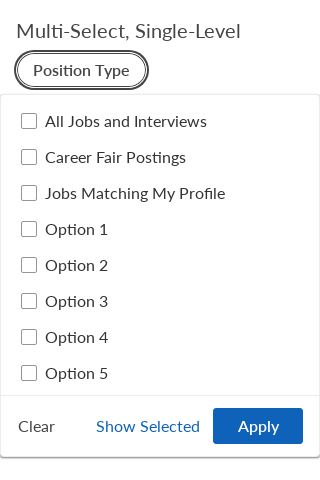 Multi-Select, Single-Level
Position Type
All Jobs and Interviews
Career Fair Postings
Jobs Matching My Profile
Option 1
Option 2
Option 3
Option 4
Option 5
Clear Show Selected Apply